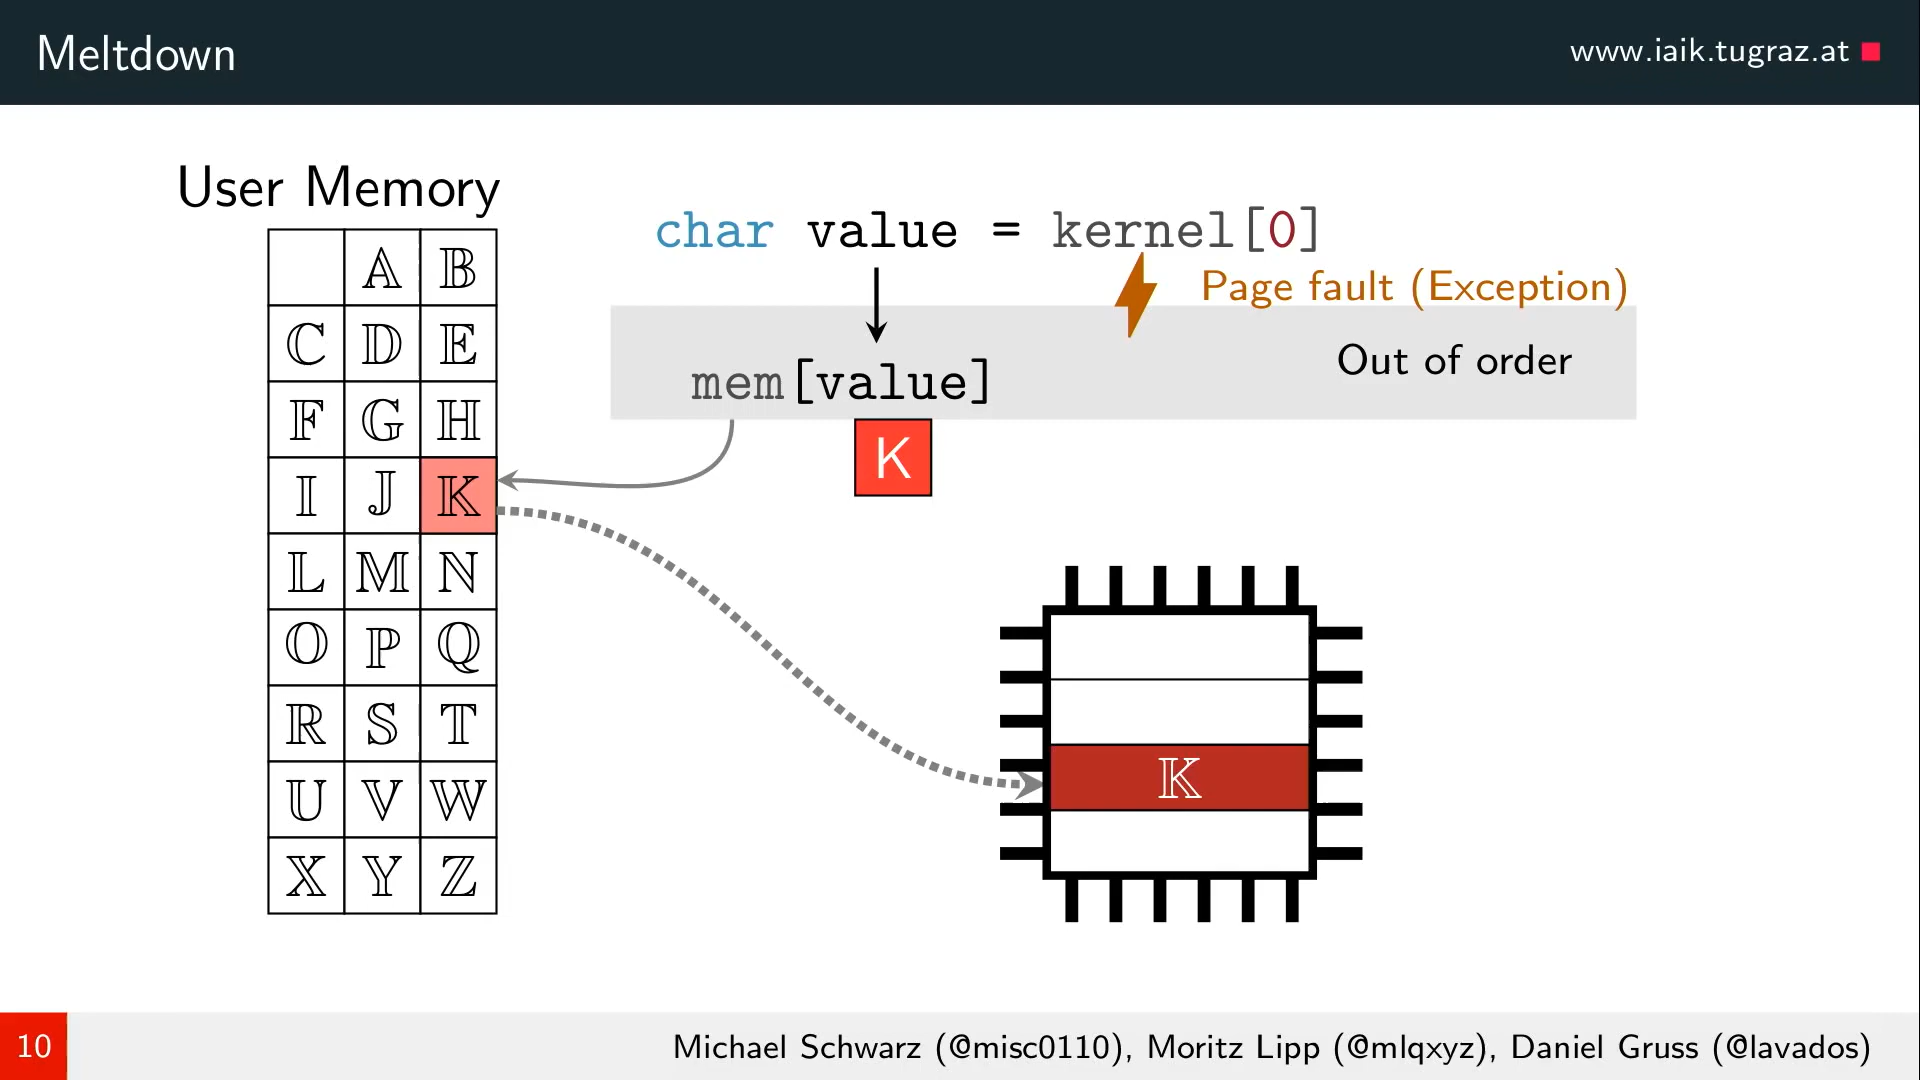 Meltdown
www.iaik.tugraz.at
User Memory
𝔸 𝔹
ℂ 𝔻 𝔼
𝔽 𝔾 ℍ
𝕀 𝕁 𝕂
𝕃 𝕄 ℕ
𝕆 ℙ ℚ
ℝ 𝕊 𝕋
𝕌 𝕍 𝕎
𝕏 𝕐 ℤ
char value = kernel[0]
Page fault (Exception)
Out of order
mem[value]
K
𝕂
10
Michael Schwarz (@misc0110), Moritz Lipp (@mlqxyz), Daniel Gruss (@lavados)